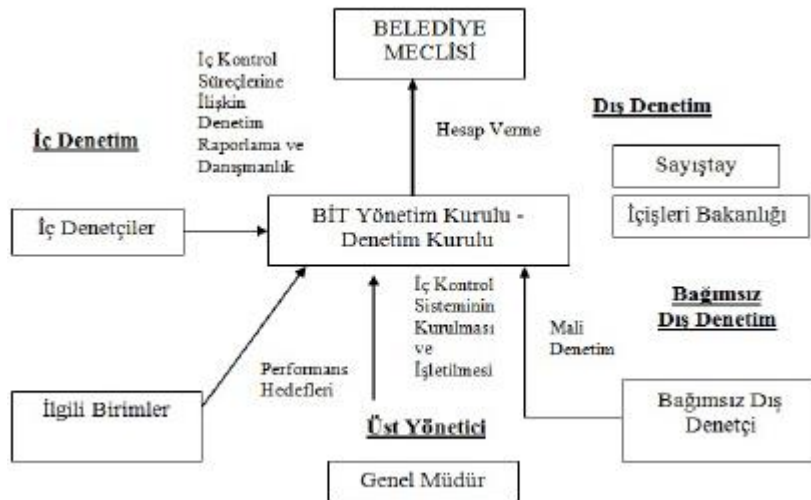 BELEDİYE
MECLİSİ
İç Kontrol
Süreçlerine
İlişkin
Denetim
Raporlama ve
Danışmanlık
Dış Denetim
İç Denetim
Hesap Verme
Sayıştay
İç Denetçiler
BİT Yönetim Kurulu -
Denetim Kurulu
İçişleri Bakanlığı
İç Kontrol
Sisteminin
Kurulması
ve
İşletilmesi
Bağımsız
Dış Denetim
Mali
Denetim
Performans
Hedefleri
İlgili Birimler
Bağımsız Dış
Denetçi
Üst Yönetici
Genel Müdür